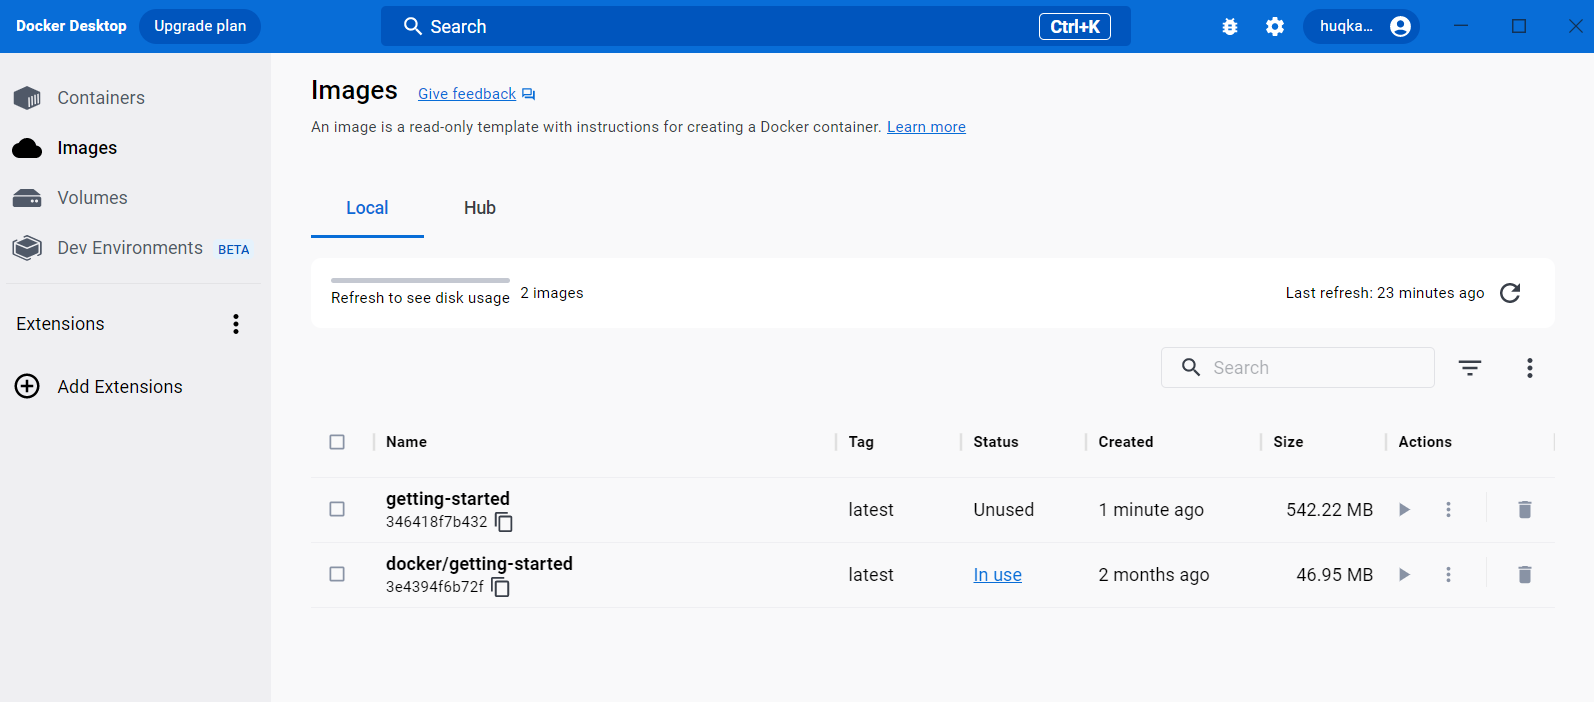 Docker Desktop Upgrade plan Search Ctrl+K huqka...
Containers
Images
Volumes
Dev Environments BETA
Extensions
Add Extensions
Images Give feedback
An image is a read-only template with instructions for creating a Docker container. Learn more
Local Hub
Refresh to see disk usage 2 images Last refresh: 23 minutes ago
Search
Name Tag Status Created Size Actions
getting-started
346418f7b432
latest Unused 1 minute ago 542.22 MB
docker/getting-started
3e4394f6b72f
latest In use 2 months ago 46.95 MB